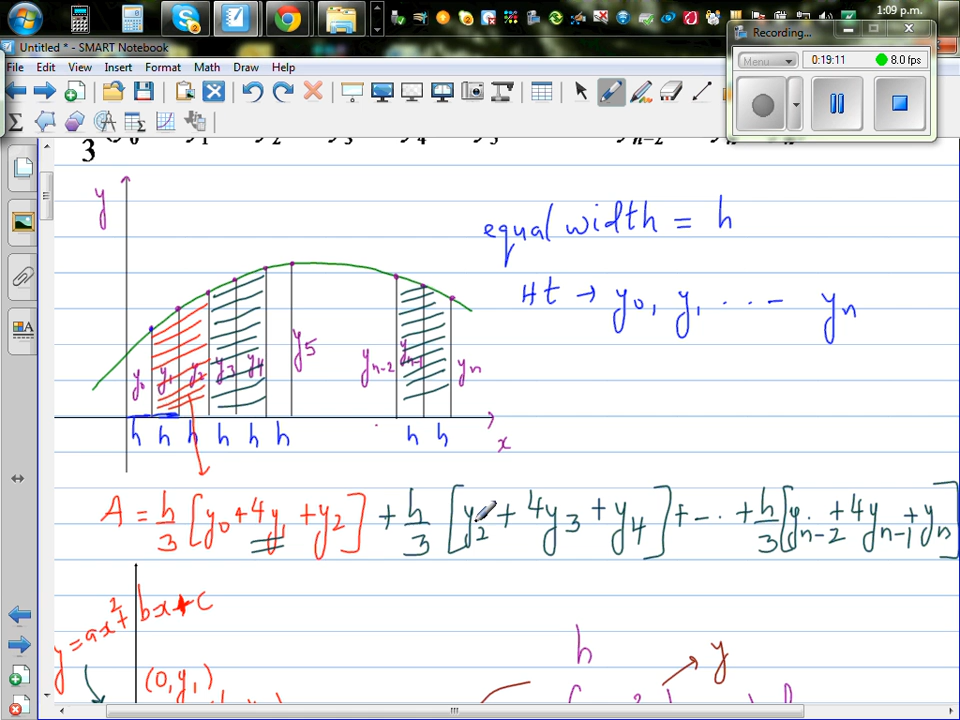 1:09 pm
Untitled * - SMART Notebook
Recording...
File Edit View Insert Format Math Draw Help
Menu 0:19:11 8.0 fps
3
y
equal width = h
Ht → y0, y1 ... - yn
y0 y1 y2 y3 y4 y5 yn-2 yn-1 yn
h h h h h h h h
x
A = h/3 [y0 + 4y1 + y2] + h/3 [y2 + 4y3 + y4] + -- . + h/3 [yn-2 + 4yn-1 + yn]
y = ax² + bx + c
h
y
(0, y1)